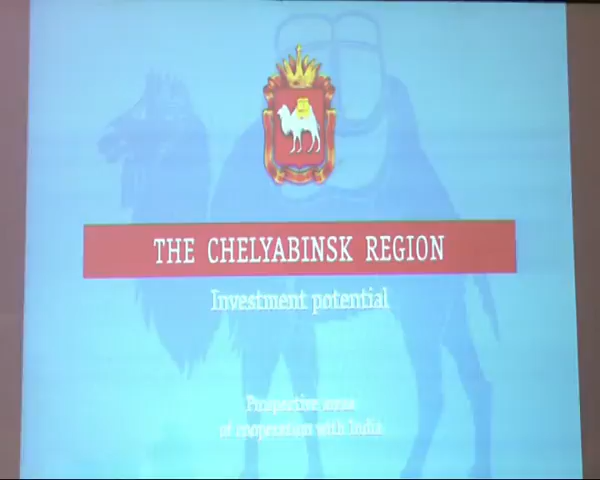 THE CHELYABINSK REGION
Investment potential
Prospective areas
of cooperation with India